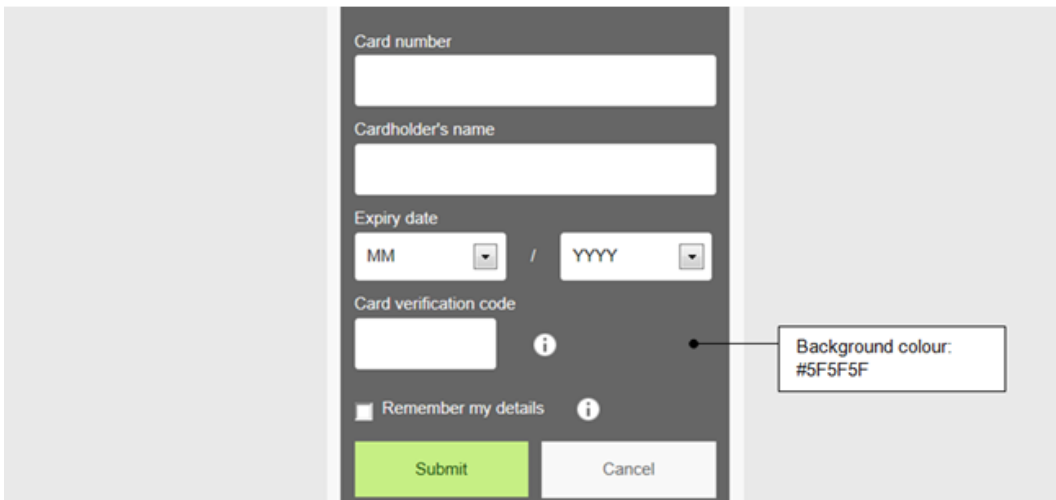 Card number
Cardholder's name
Expiry date
MM / YYYY
Card verification code
Background colour:
#5F5F5F
Remember my details
Submit Cancel